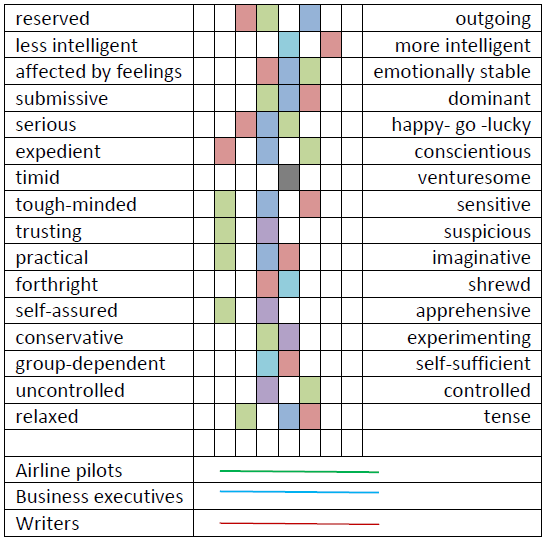 reserved outgoing
less intelligent more intelligent
affected by feelings emotionally stable
submissive dominant
serious happy- go -lucky
expedient conscientious
timid venturesome
tough-minded sensitive
trusting suspicious
practical imaginative
forthright shrewd
self-assured apprehensive
conservative experimenting
group-dependent self-sufficient
uncontrolled controlled
relaxed tense
Airline pilots
Business executives
Writers